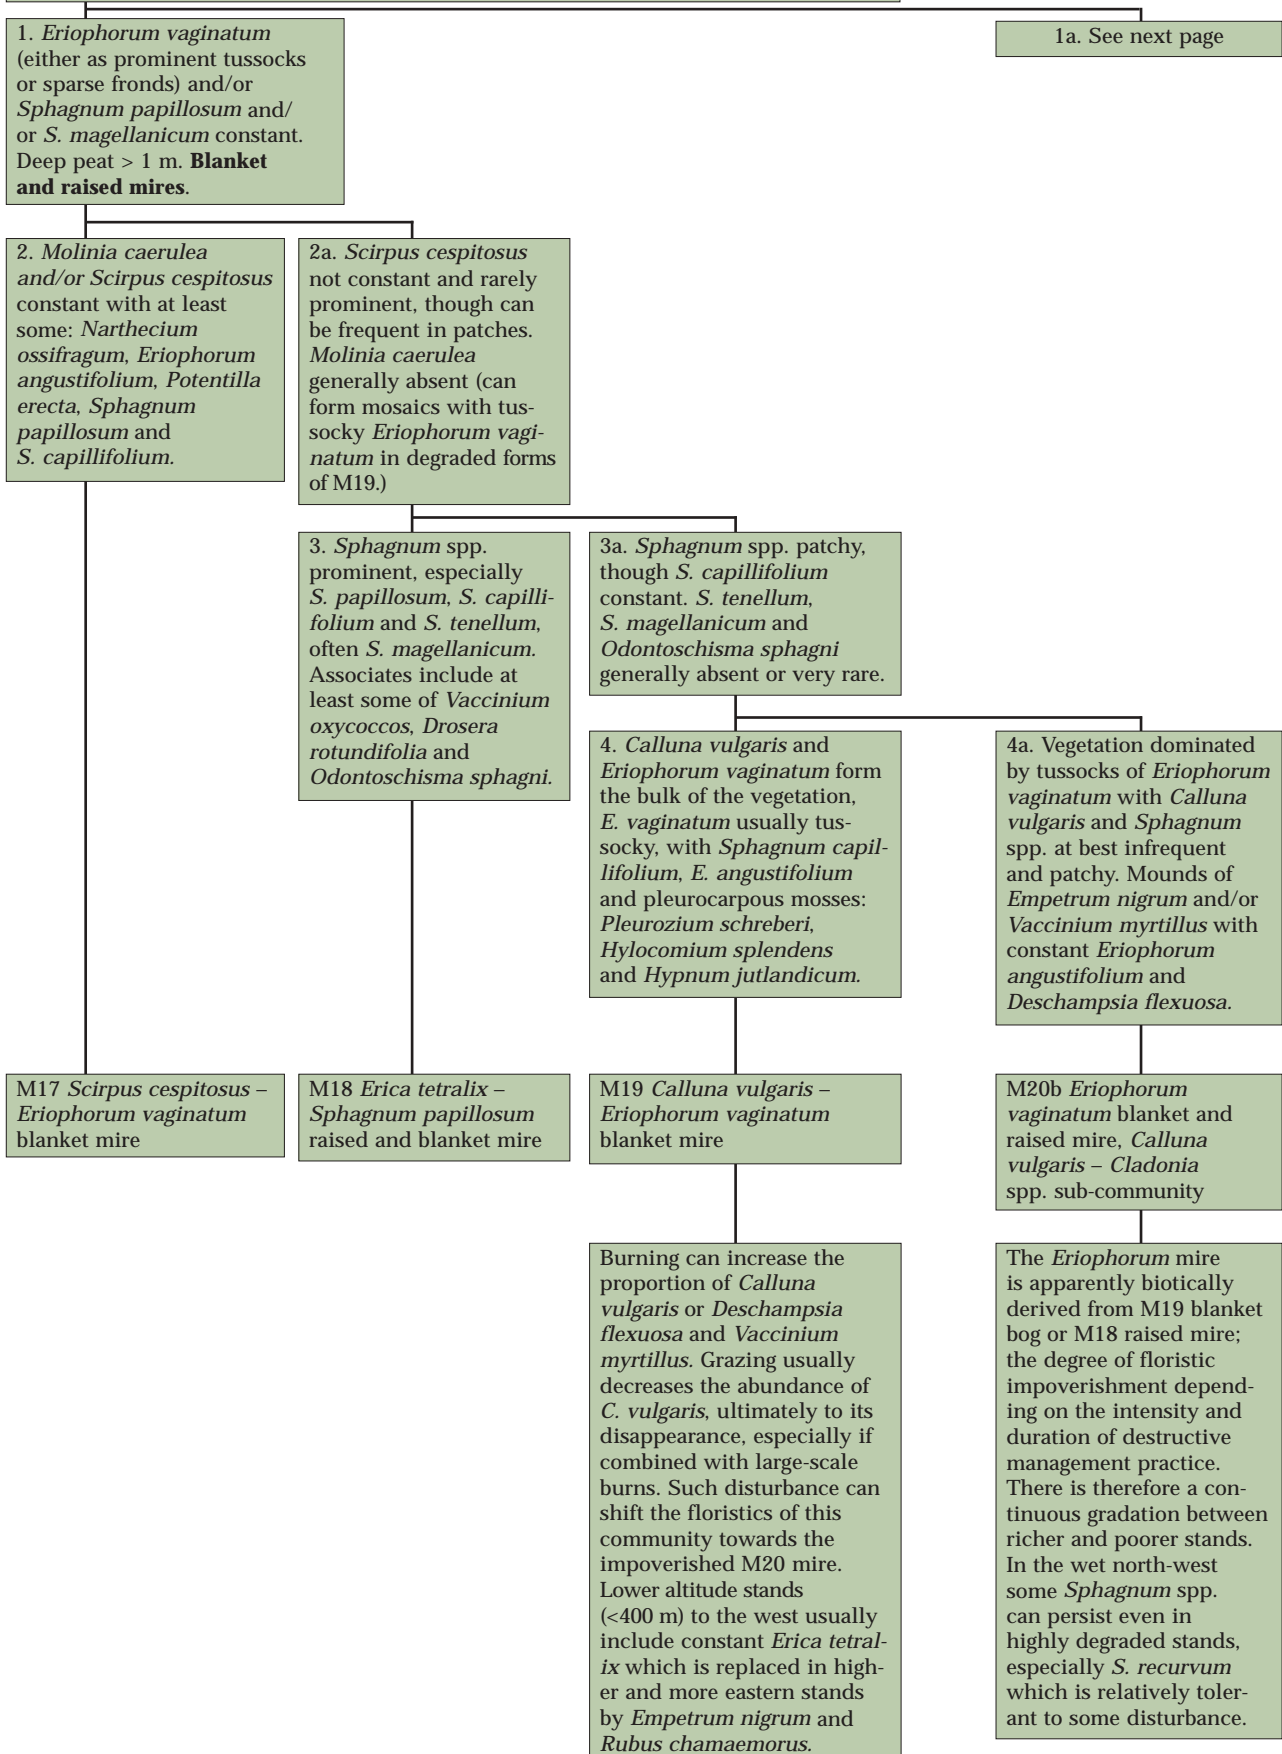 1. Eriophorum vaginatum
(either as prominent tussocks
or sparse fronds) and/or
Sphagnum papillosum and/
or S. magellanicum constant.
Deep peat > 1 m. Blanket
and raised mires.
1a. See next page
2. Molinia caerulea
and/or Scirpus cespitosus
constant with at least
some: Narthecium
ossifragum, Eriophorum
angustifolium, Potentilla
erecta, Sphagnum
papillosum and
S. capillifolium.
2a. Scirpus cespitosus
not constant and rarely
prominent, though can
be frequent in patches.
Molinia caerulea
generally absent (can
form mosaics with tus-
socky Eriophorum vagi-
natum in degraded forms
of M19.)
3. Sphagnum spp.
prominent, especially
S. papillosum, S. capilli-
folium and S. tenellum,
often S. magellanicum.
Associates include at
least some of Vaccinium
oxycoccos, Drosera
rotundifolia and
Odontoschisma sphagni.
3a. Sphagnum spp. patchy,
though S. capillifolium
constant. S. tenellum,
S. magellanicum and
Odontoschisma sphagni
generally absent or very rare.
4. Calluna vulgaris and
Eriophorum vaginatum form
the bulk of the vegetation,
E. vaginatum usually tus-
socky, with Sphagnum capil-
lifolium, E. angustifolium
and pleurocarpous mosses:
Pleurozium schreberi,
Hylocomium splendens
and Hypnum jutlandicum.
4a. Vegetation dominated
by tussocks of Eriophorum
vaginatum with Calluna
vulgaris and Sphagnum
spp. at best infrequent
and patchy. Mounds of
Empetrum nigrum and/or
Vaccinium myrtillus with
constant Eriophorum
angustifolium and
Deschampsia flexuosa.
M17 Scirpus cespitosus –
Eriophorum vaginatum
blanket mire
M18 Erica tetralix –
Sphagnum papillosum
raised and blanket mire
M19 Calluna vulgaris –
Eriophorum vaginatum
blanket mire
M20b Eriophorum
vaginatum blanket and
raised mire, Calluna
vulgaris – Cladonia
spp. sub-community
Burning can increase the
proportion of Calluna
vulgaris or Deschampsia
flexuosa and Vaccinium
myrtillus. Grazing usually
decreases the abundance of
C. vulgaris, ultimately to its
disappearance, especially if
combined with large-scale
burns. Such disturbance can
shift the floristics of this
community towards the
impoverished M20 mire.
Lower altitude stands
(<400 m) to the west usually
include constant Erica tetral-
ix which is replaced in high-
er and more eastern stands
by Empetrum nigrum and
Rubus chamaemorus.
The Eriophorum mire
is apparently biotically
derived from M19 blanket
bog or M18 raised mire;
the degree of floristic
impoverishment depend-
ing on the intensity and
duration of destructive
management practice.
There is therefore a con-
tinuous gradation between
richer and poorer stands.
In the wet north-west
some Sphagnum spp.
can persist even in
highly degraded stands,
especially S. recurvum
which is relatively toler-
ant to some disturbance.